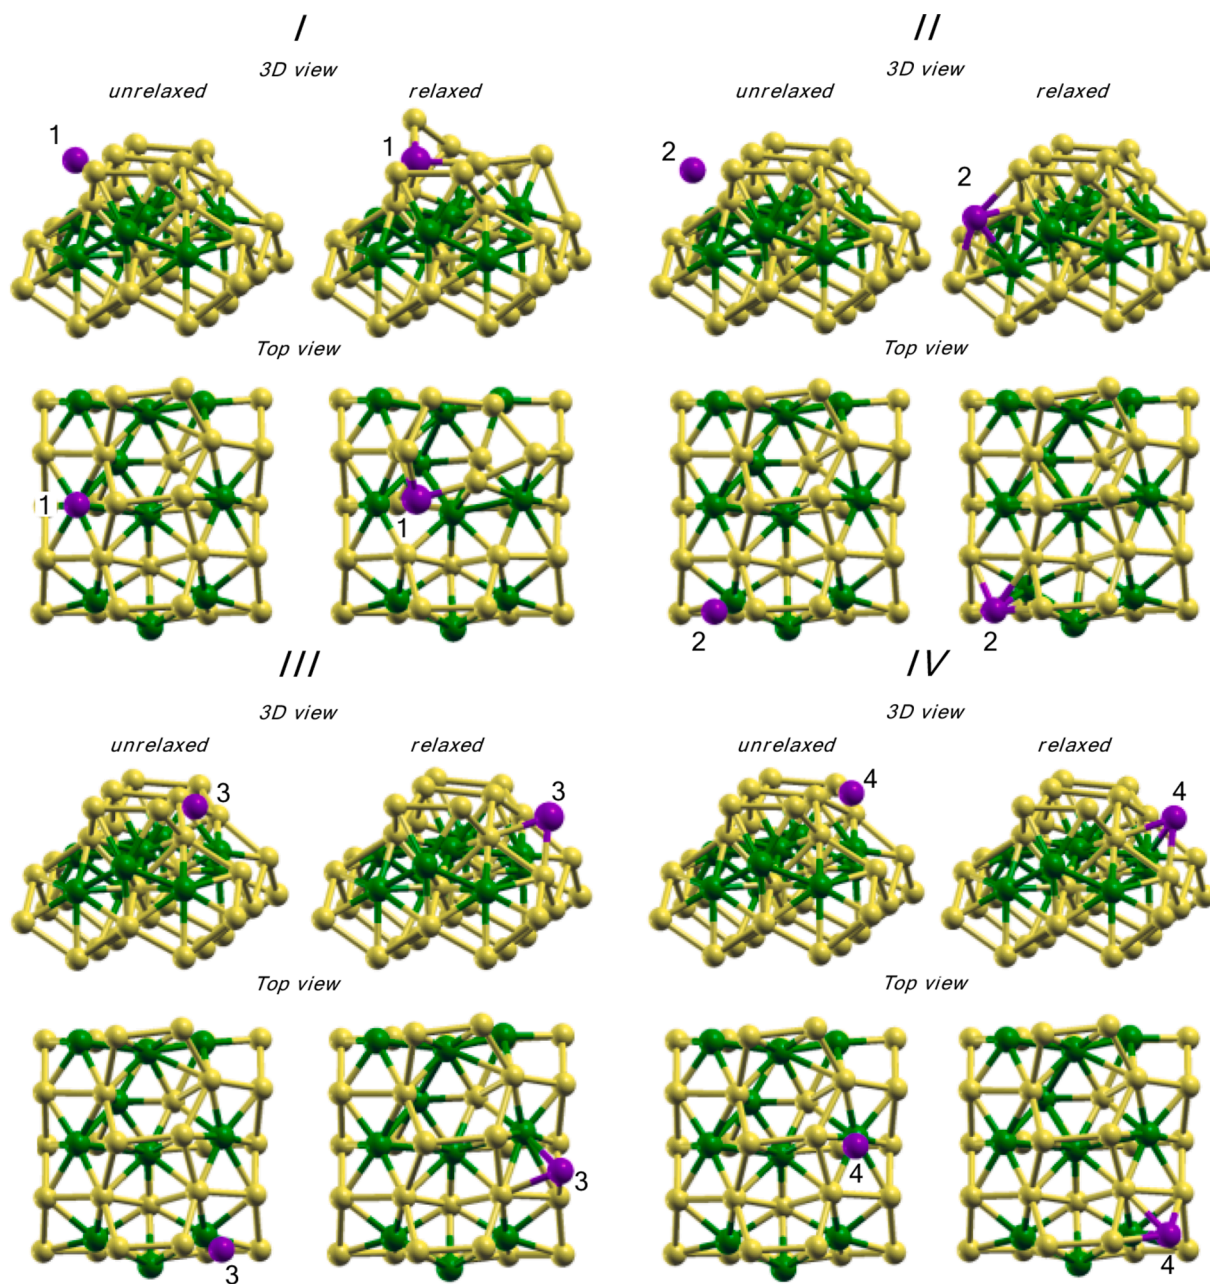 I
3D view
unrelaxed relaxed
1 1
Top view
1 1
II
3D view
unrelaxed relaxed
2 2
Top view
2 2
III
3D view
unrelaxed relaxed
3 3
Top view
3 3
IV
3D view
unrelaxed relaxed
4 4
Top view
4 4